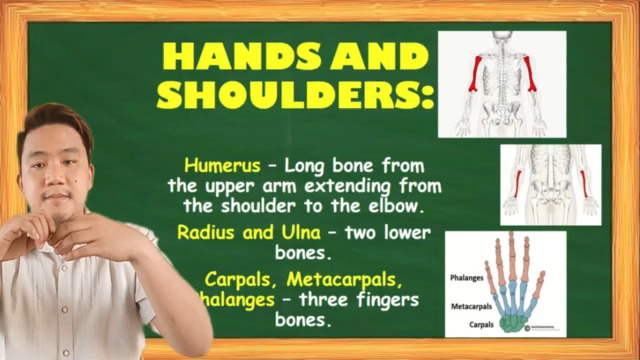 HANDS AND
SHOULDERS:
Humerus – Long bone from
the upper arm extending from
the shoulder to the elbow.
Radius and Ulna – two lower
bones.
Carpals, Metacarpals,
halanges – three fingers
bones.
Phalanges
Metacarpals
Carpals